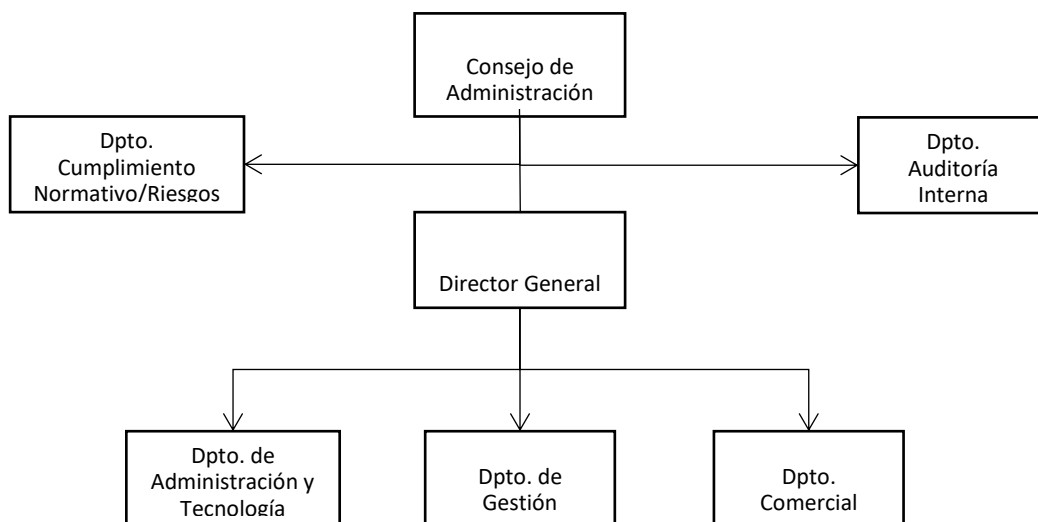 Consejo de
Administración
Dpto.
Cumplimiento
Normativo/Riesgos
Dpto.
Auditoría
Interna
Director General
Dpto. de
Administración y
Tecnología
Dpto. de
Gestión
Dpto.
Comercial